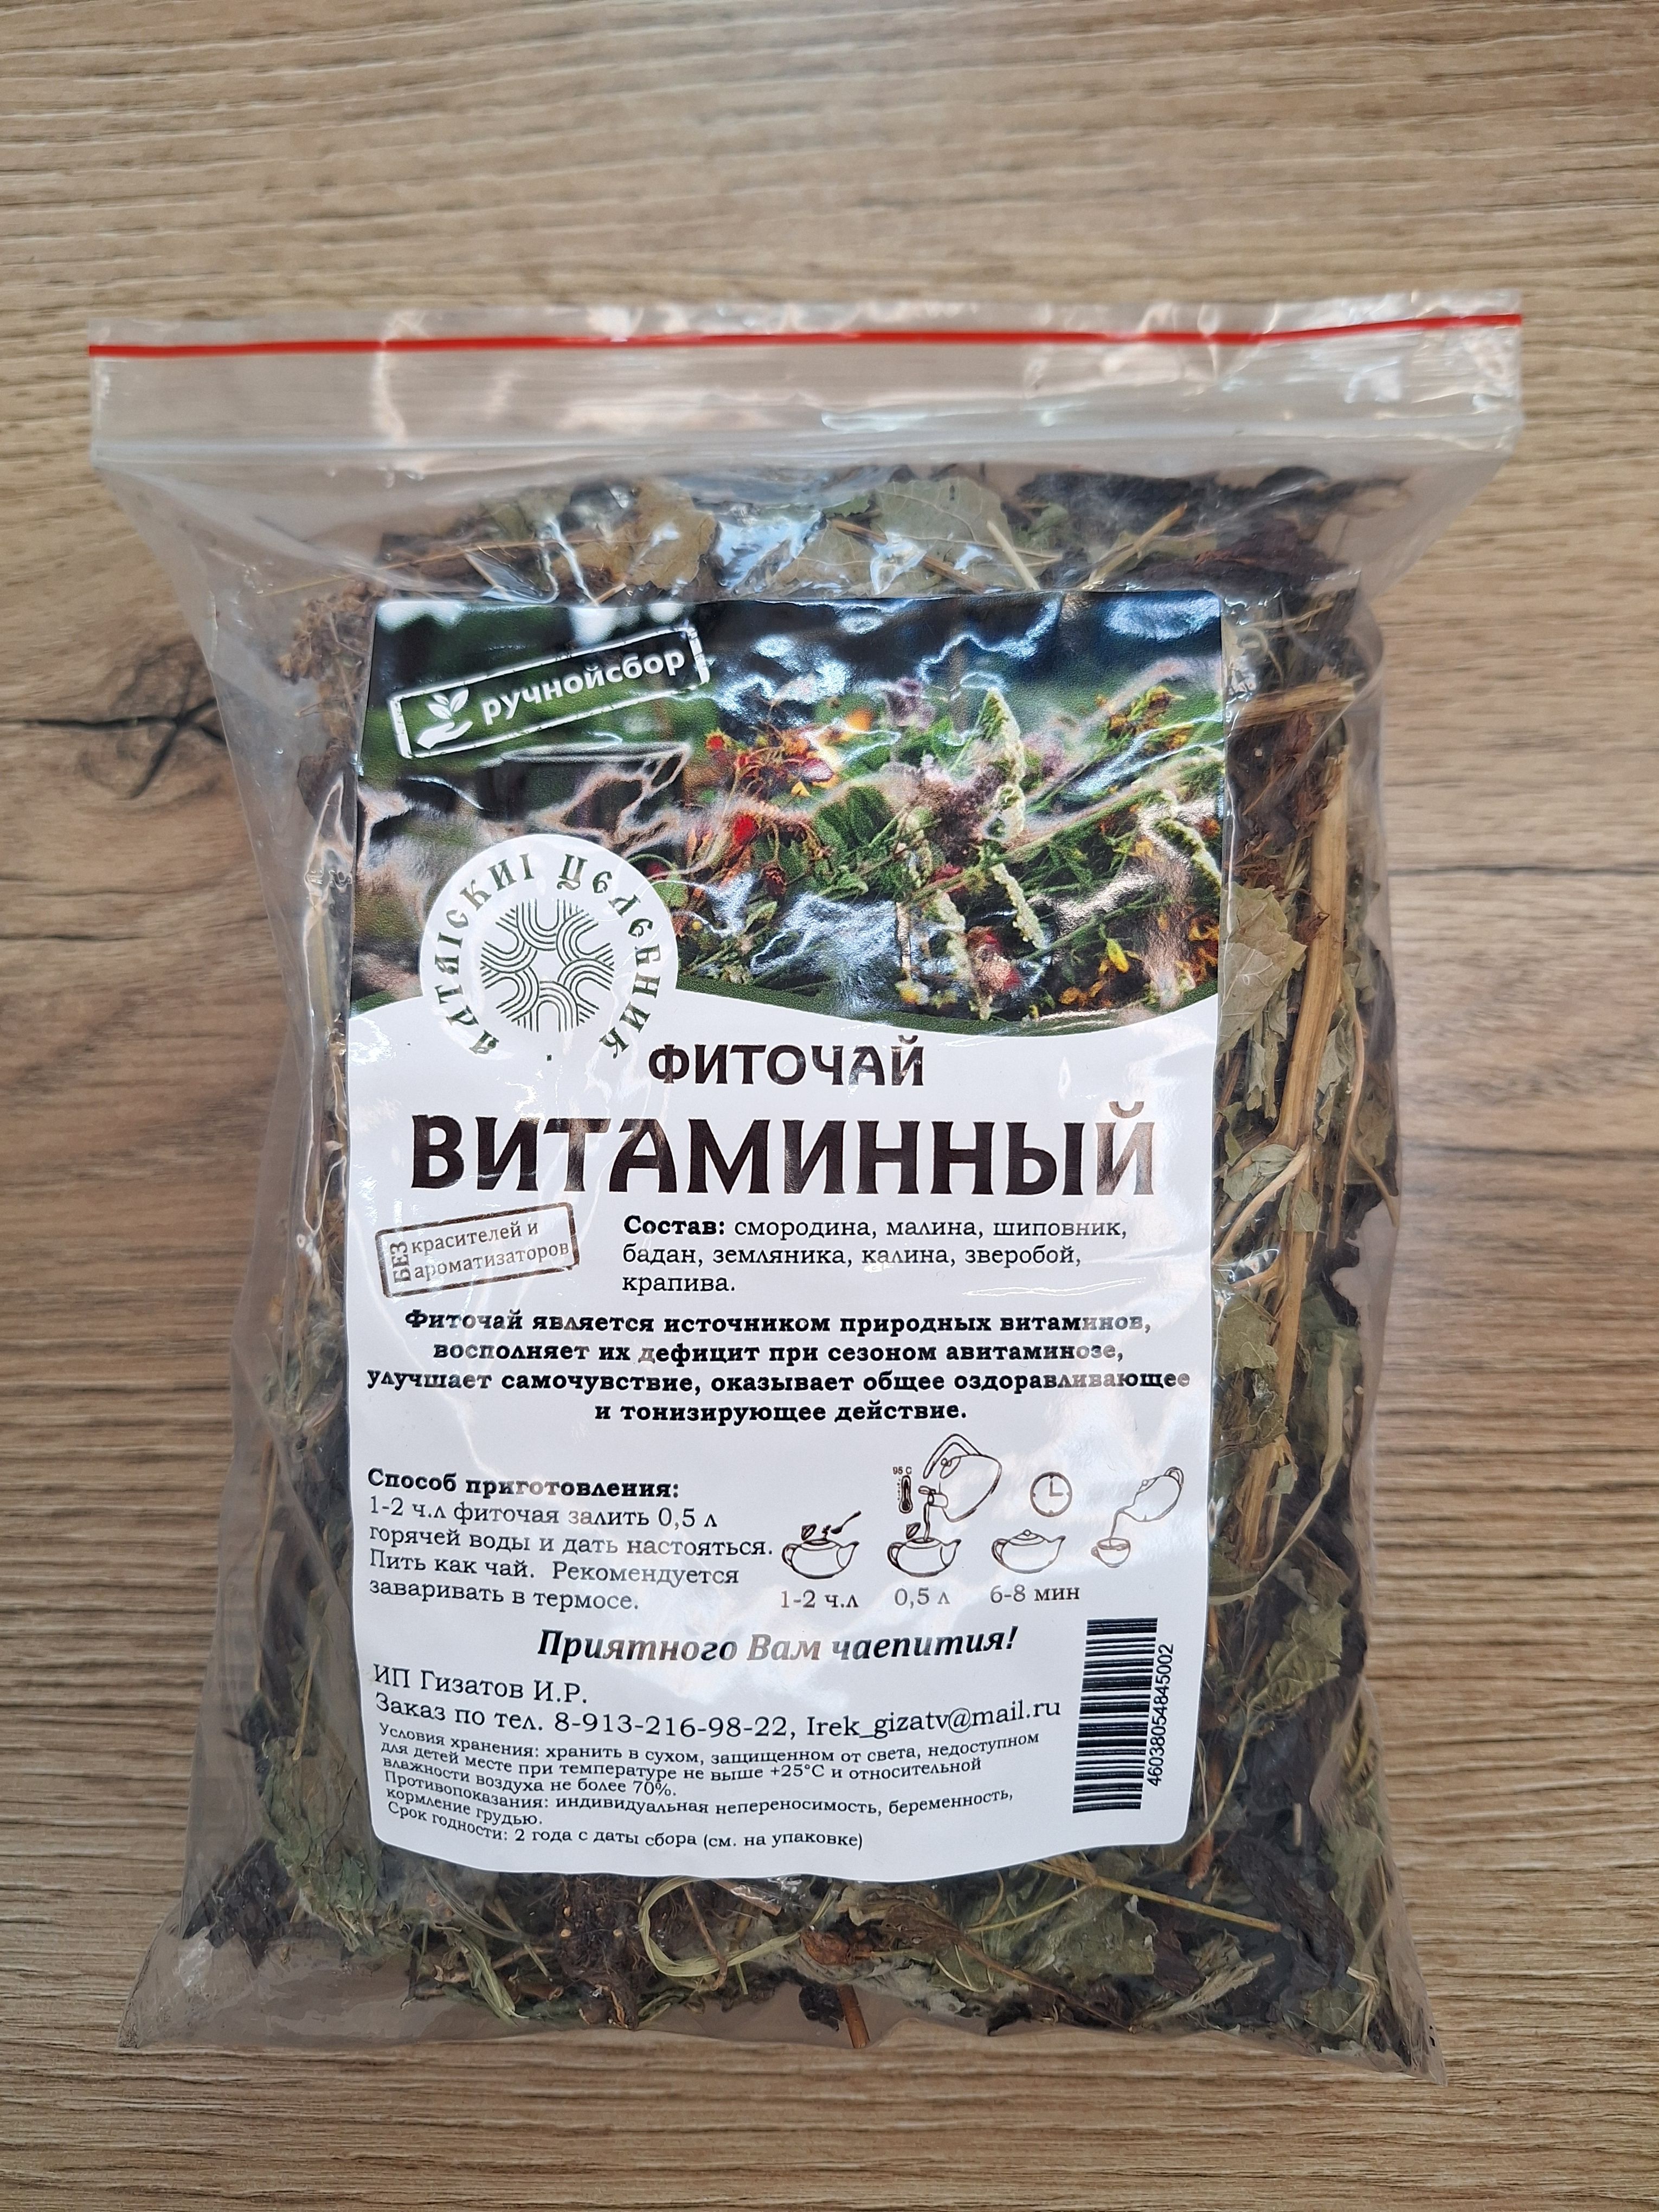 ручнойсбор
АЛТАЙСКИЙ ЦЕЛЕБНИК
ФИТОЧАЙ
ВИТАМИННЫЙ
БЕЗ красителей и
ароматизаторов
Состав: смородина, малина, шиповник,
бадан, земляника, калина, зверобой,
крапива.
Фиточай является источником природных витаминов,
восполняет их дефицит при сезоном авитаминозе,
улучшает самочувствие, оказывает общее оздоравливающее
и тонизирующее действие.
Способ приготовления:
1-2 ч.л фиточая залить 0,5 л
горячей воды и дать настояться.
Пить как чай. Рекомендуется
заваривать в термосе.
95 C
1-2 ч.л 0,5 л 6-8 мин
Приятного Вам чаепития!
ИП Гизатов И.Р.
Заказ по тел. 8-913-216-98-22, Irek_gizatv@mail.ru
Условия хранения: хранить в сухом, защищенном от света, недоступном
для детей месте при температуре не выше +25°С и относительной
влажности воздуха не более 70%.
Противопоказания: индивидуальная непереносимость, беременность,
кормление грудью.
Срок годности: 2 года с даты сбора (см. на упаковке)
4603805484500​2